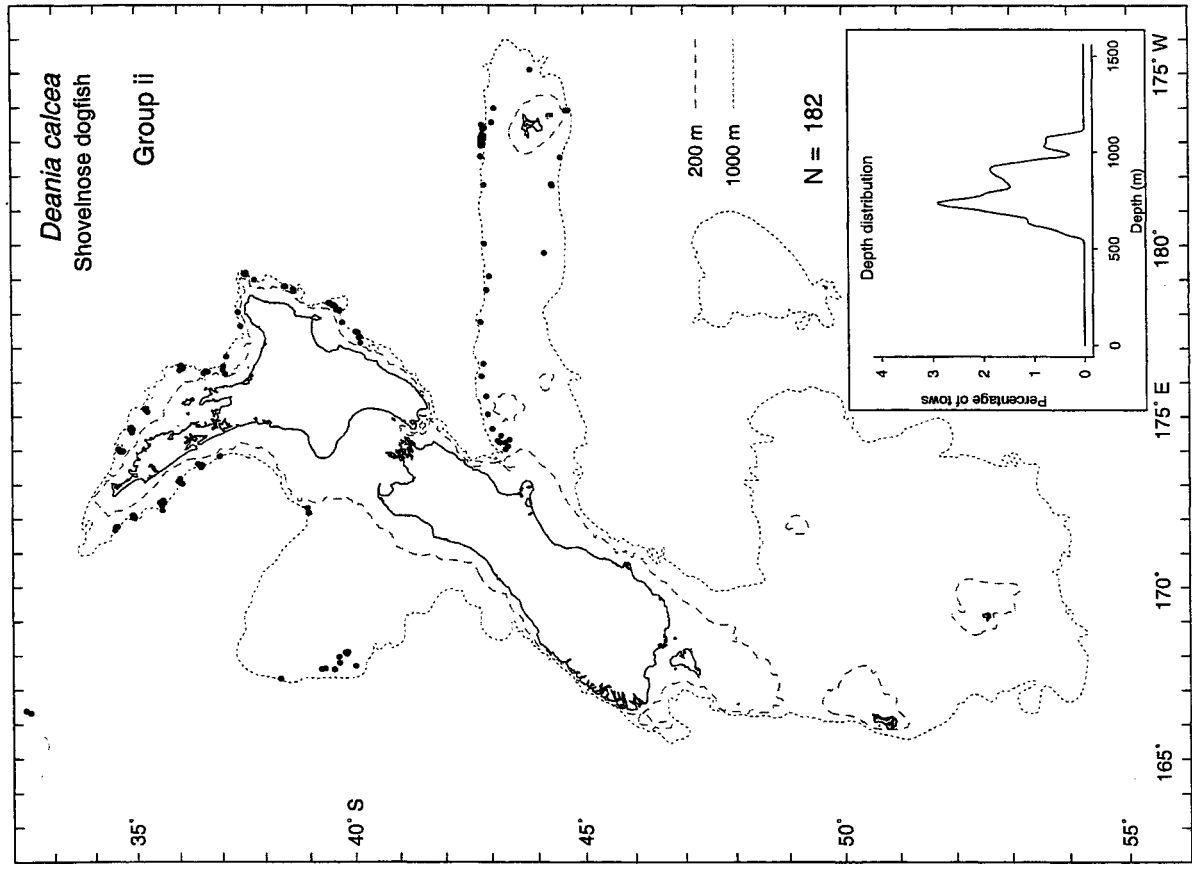 Deania calcea
Shovelnose dogfish
Group ii
35°
40° S
45°
50°
55°
165°
170°
175° E
180°
175° W
200 m
1000 m
N = 182
Depth distribution
Percentage of tows
4
3
2
1
0
0
500
1000
1500
Depth (m)